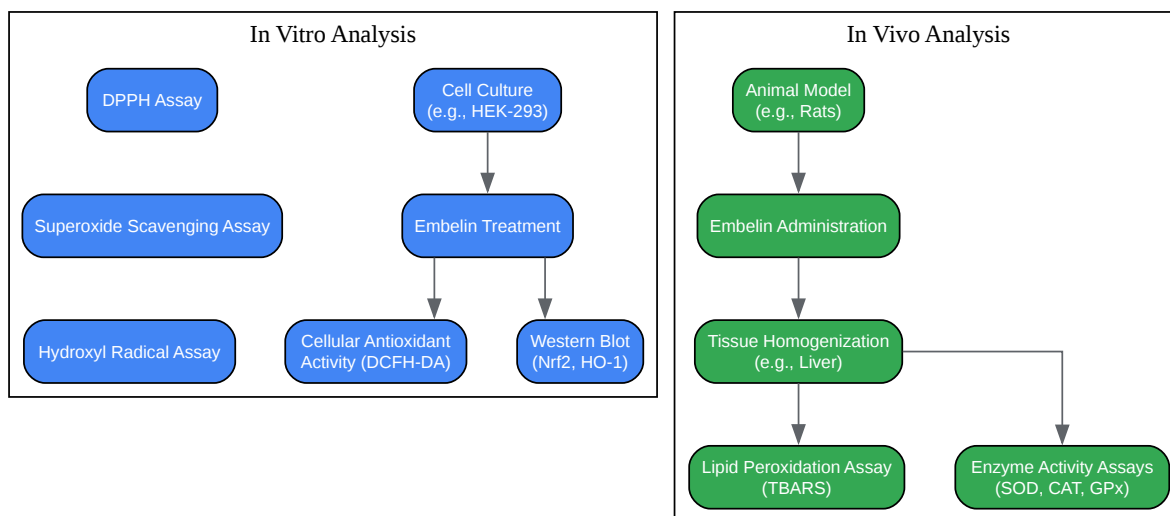 In Vitro Analysis
DPPH Assay
Cell Culture
(e.g., HEK-293)
Superoxide Scavenging Assay
Embelin Treatment
Hydroxyl Radical Assay
Cellular Antioxidant
Activity (DCFH-DA)
Western Blot
(Nrf2, HO-1)
In Vivo Analysis
Animal Model
(e.g., Rats)
Embelin Administration
Tissue Homogenization
(e.g., Liver)
Lipid Peroxidation Assay
(TBARS)
Enzyme Activity Assays
(SOD, CAT, GPx)